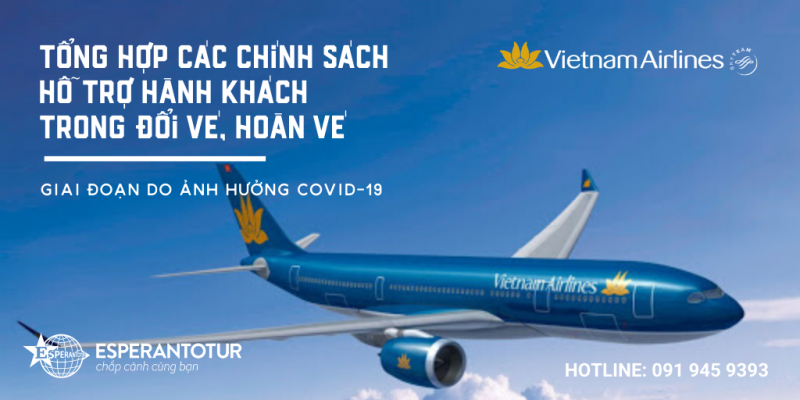 TỔNG HỢP CÁC CHÍNH SÁCH
HỖ TRỢ HÀNH KHÁCH
TRONG ĐỔI VÉ, HOÀN VÉ
GIAI ĐOẠN DO ẢNH HƯỞNG COVID-19
Vietnam Airlines
SKYTEAM
Vietnam Airlines
ESPERANTOTUR
chắp cánh cùng bạn
HOTLINE: 091 945 9393